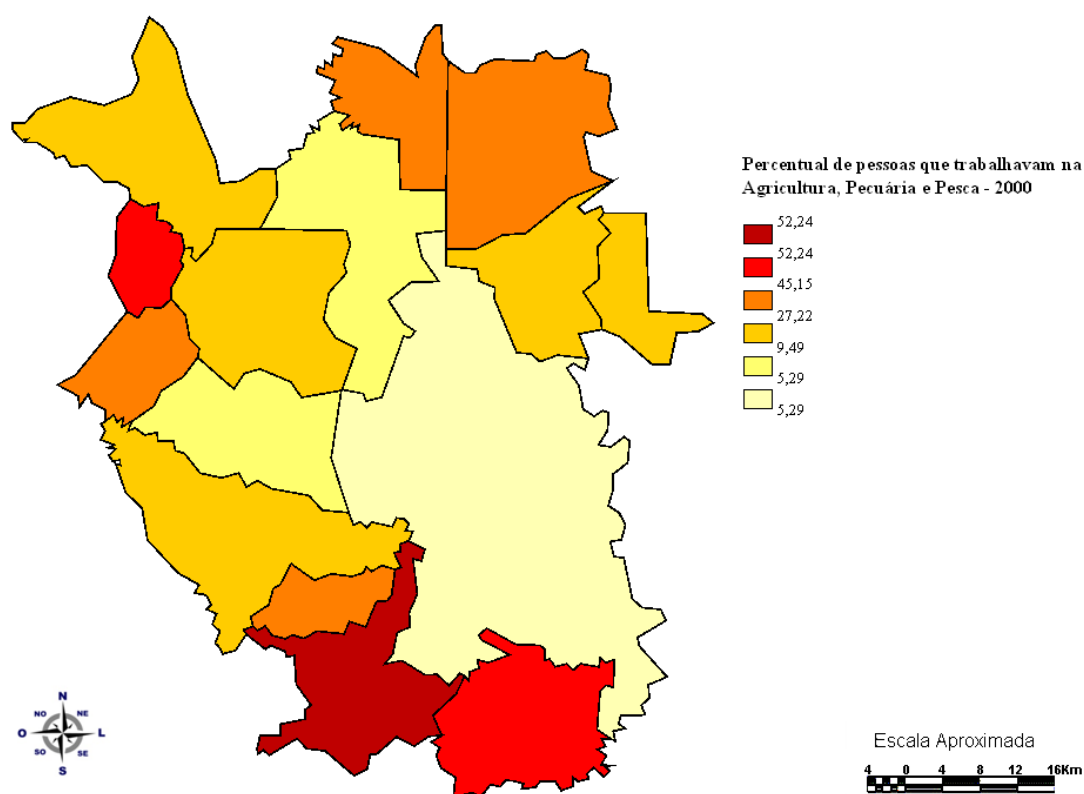 Percentual de pessoas que trabalhavam na
Agricultura, Pecuária e Pesca - 2000
52,24
52,24
45,15
27,22
9,49
5,29
5,29
N
NO NE
O L
SO SE
S
Escala Aproximada
4 0 4 8 12 16Km